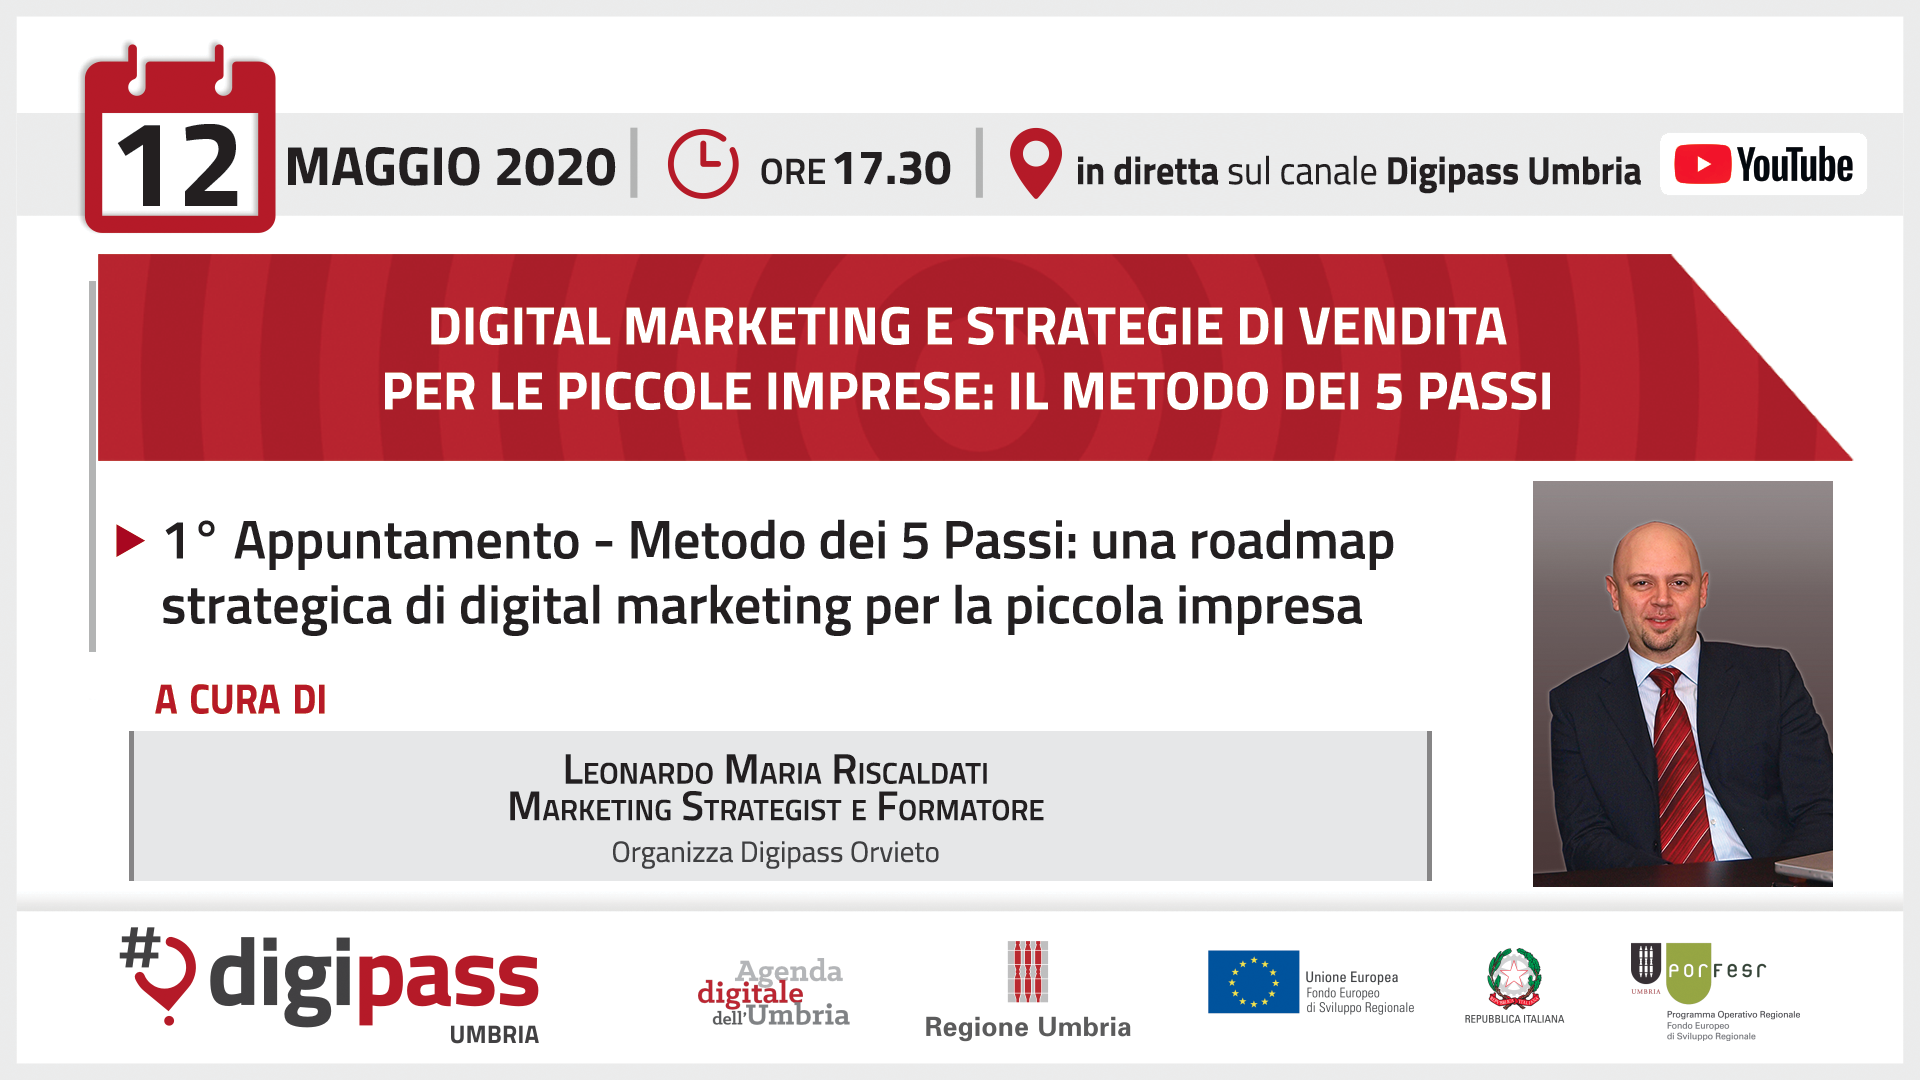 12
MAGGIO 2020
ORE 17.30
in diretta sul canale Digipass Umbria
YouTube
DIGITAL MARKETING E STRATEGIE DI VENDITA
PER LE PICCOLE IMPRESE: IL METODO DEI 5 PASSI
1° Appuntamento - Metodo dei 5 Passi: una roadmap
strategica di digital marketing per la piccola impresa
A CURA DI
LEONARDO MARIA RISCALDATI
MARKETING STRATEGIST E FORMATORE
Organizza Digipass Orvieto
#digipass
UMBRIA
Agenda
digitale
dell'Umbria
Regione Umbria
Unione Europea
Fondo Europeo
di Sviluppo Regionale
REPUBBLICA ITALIANA
UMBRIA
porFesr
Programma Operativo Regionale
Fondo Europeo
di Sviluppo Regionale